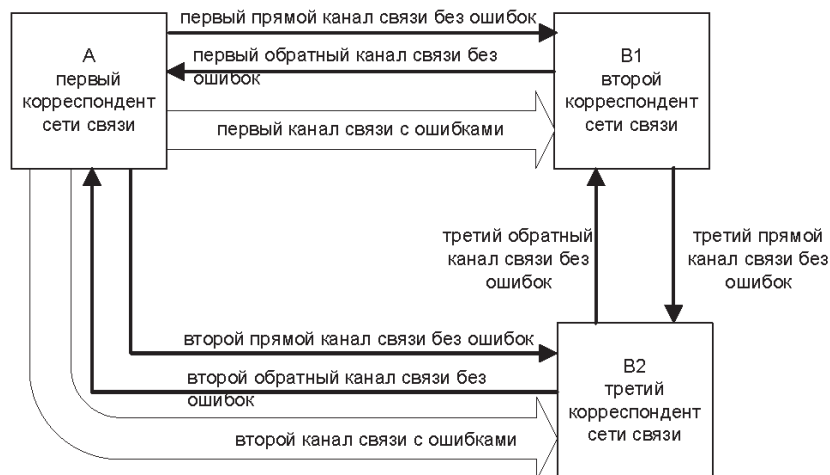 первый прямой канал связи без ошибок
А
первый
корреспондент
сети связи
первый обратный канал связи без
ошибок
первый канал связи с ошибками
В1
второй
корреспондент
сети связи
третий обратный
канал связи без
ошибок
третий прямой
канал связи без
ошибок
второй прямой канал связи без ошибок
второй обратный канал связи без
ошибок
второй канал связи с ошибками
В2
третий
корреспондент
сети связи